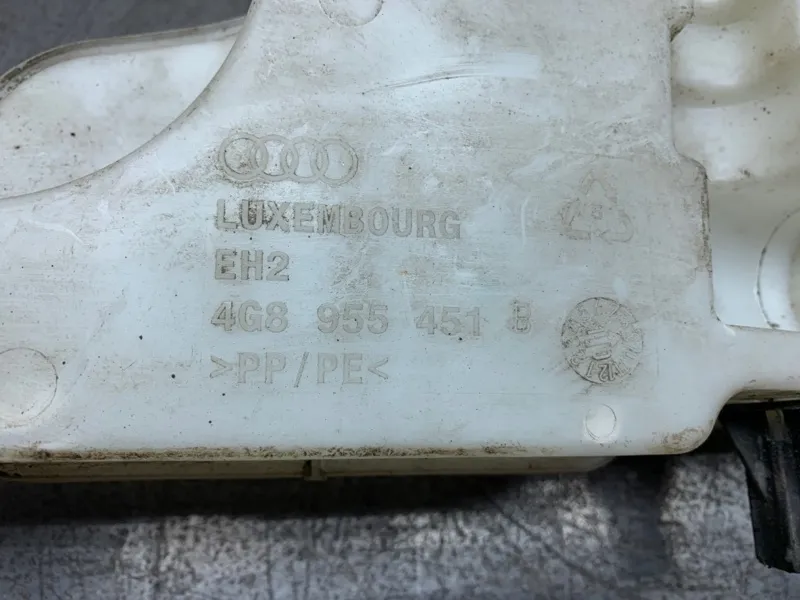 LUXEMBOURG
EH2
4G8 955 451 B
>PP/PE<